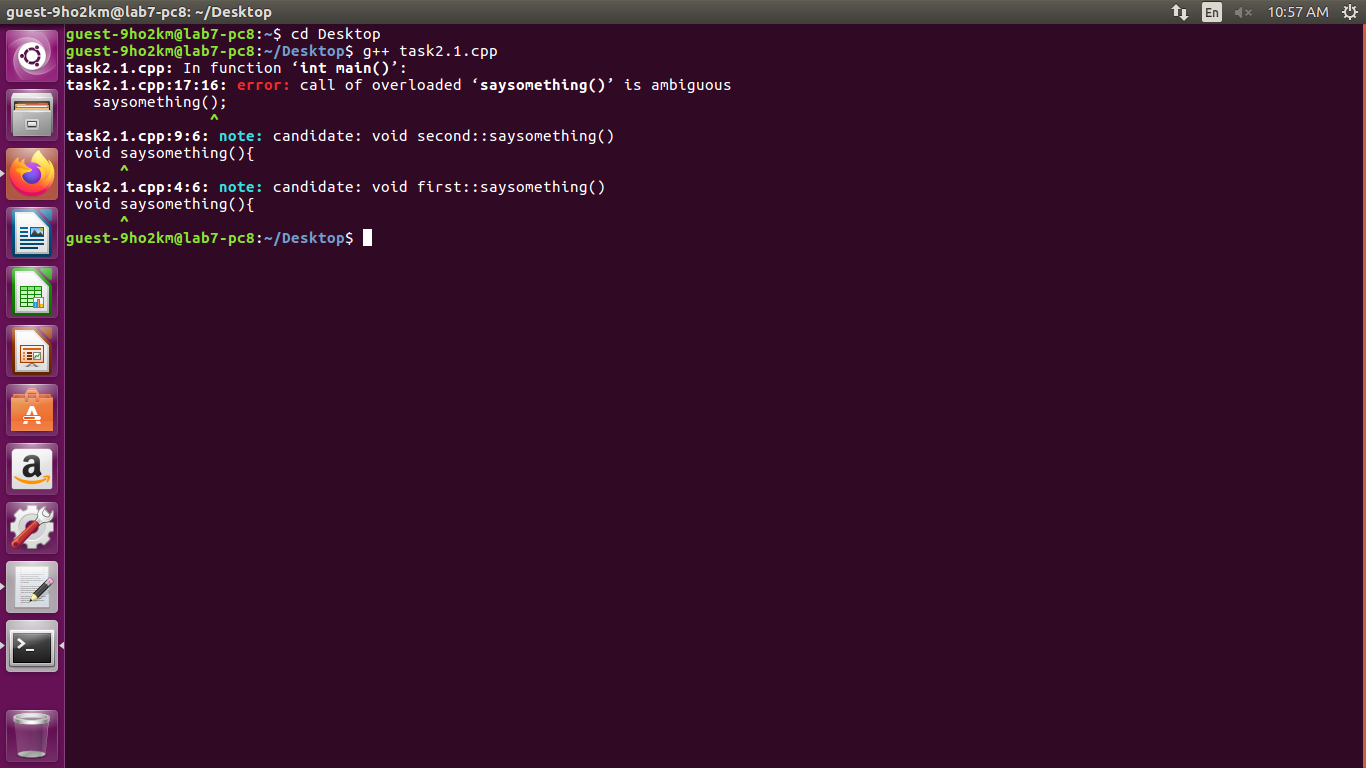 guest-9ho2km@lab7-pc8: ~/Desktop
En
10:57 AM
guest-9ho2km@lab7-pc8:~$ cd Desktop
guest-9ho2km@lab7-pc8:~/Desktop$ g++ task2.1.cpp
task2.1.cpp: In function ‘int main()’:
task2.1.cpp:17:16: error: call of overloaded ‘saysomething()’ is ambiguous
   saysomething();
                ^
task2.1.cpp:9:6: note: candidate: void second::saysomething()
 void saysomething(){
      ^
task2.1.cpp:4:6: note: candidate: void first::saysomething()
 void saysomething(){
      ^
guest-9ho2km@lab7-pc8:~/Desktop$